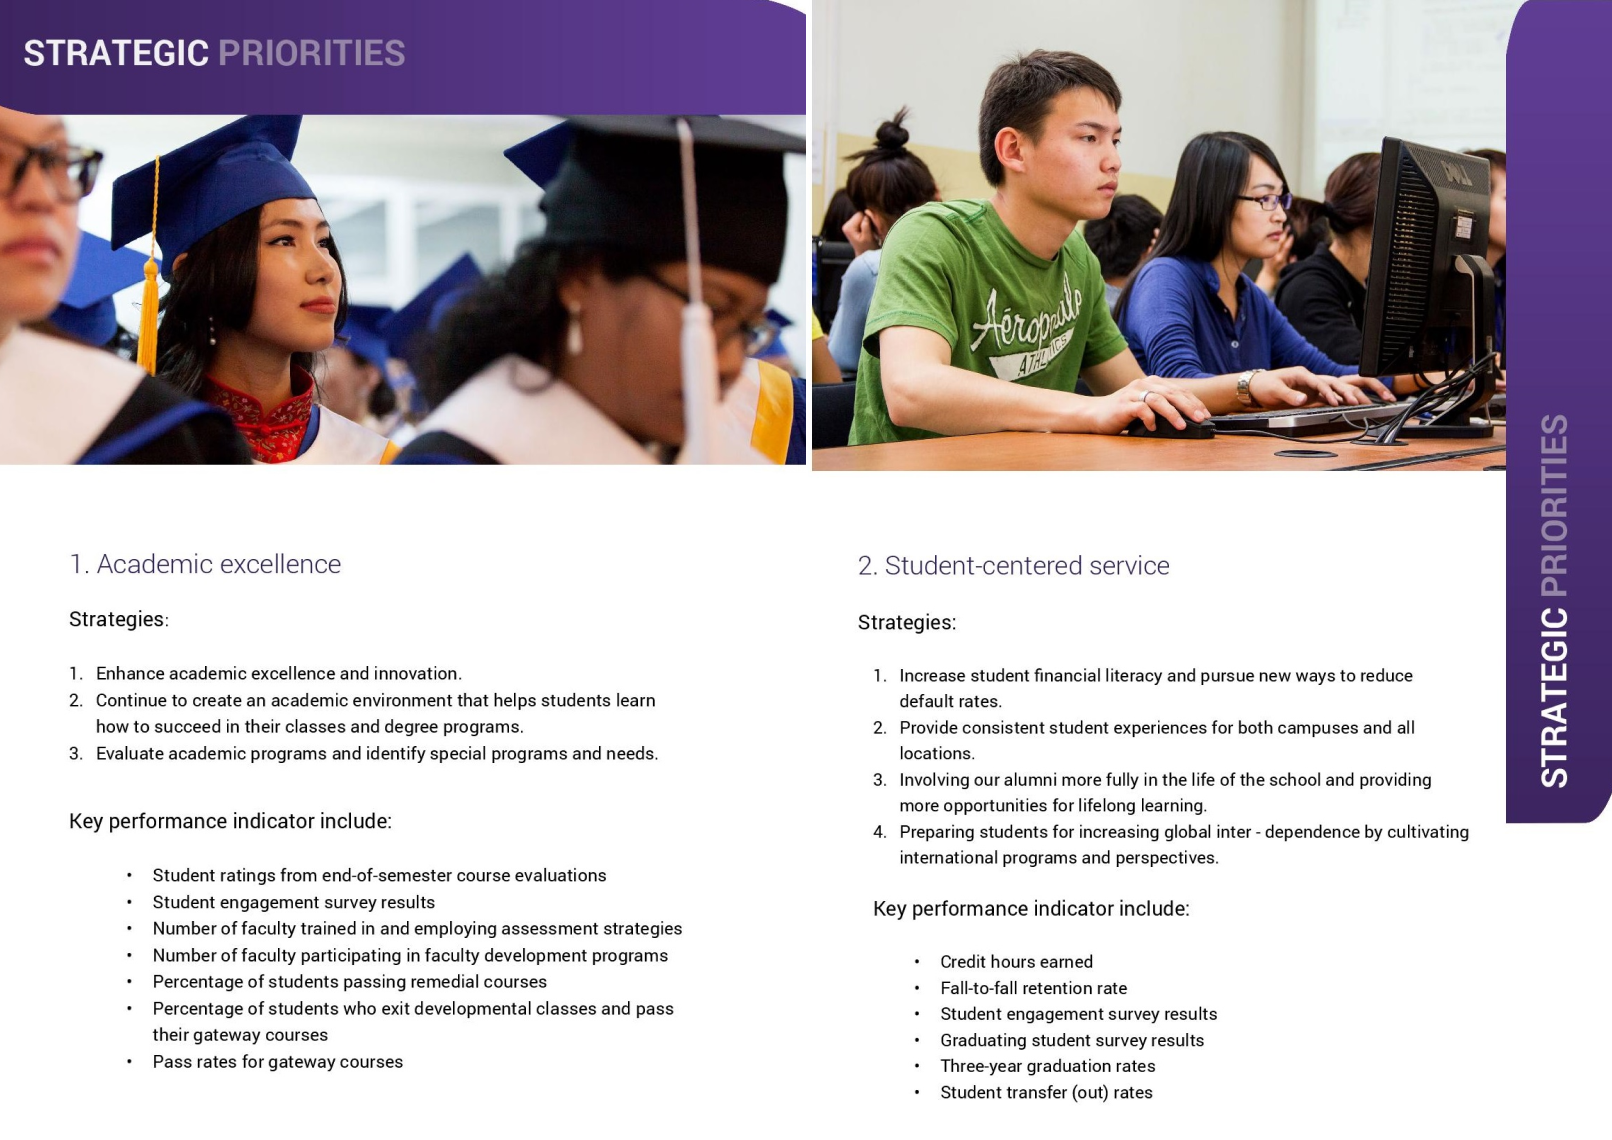 STRATEGIC PRIORITIES
1. Academic excellence
Strategies:
1. Enhance academic excellence and innovation.
2. Continue to create an academic environment that helps students learn
how to succeed in their classes and degree programs.
3. Evaluate academic programs and identify special programs and needs.
Key performance indicator include:
• Student ratings from end-of-semester course evaluations
• Student engagement survey results
• Number of faculty trained in and employing assessment strategies
• Number of faculty participating in faculty development programs
• Percentage of students passing remedial courses
• Percentage of students who exit developmental classes and pass
their gateway courses
• Pass rates for gateway courses
Aéropostale
ATHLETICS
DELL
2. Student-centered service
Strategies:
1. Increase student financial literacy and pursue new ways to reduce
default rates.
2. Provide consistent student experiences for both campuses and all
locations.
3. Involving our alumni more fully in the life of the school and providing
more opportunities for lifelong learning.
4. Preparing students for increasing global inter - dependence by cultivating
international programs and perspectives.
Key performance indicator include:
• Credit hours earned
• Fall-to-fall retention rate
• Student engagement survey results
• Graduating student survey results
• Three-year graduation rates
• Student transfer (out) rates
STRATEGIC PRIORITIES